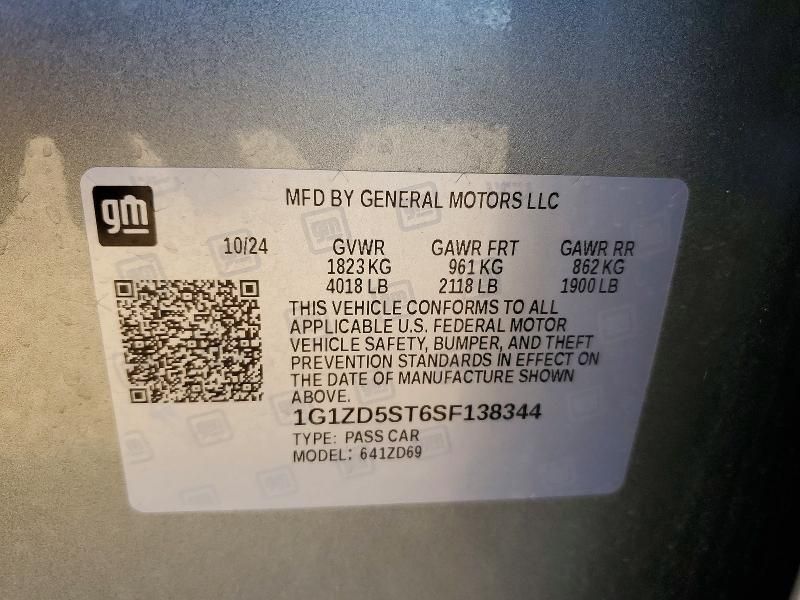 gm
MFD BY GENERAL MOTORS LLC
10/24 GVWR GAWR FRT GAWR RR
1823 KG 961 KG 862 KG
4018 LB 2118 LB 1900 LB
THIS VEHICLE CONFORMS TO ALL
APPLICABLE U.S. FEDERAL MOTOR
VEHICLE SAFETY, BUMPER, AND THEFT
PREVENTION STANDARDS IN EFFECT ON
THE DATE OF MANUFACTURE SHOWN
ABOVE.
1G1ZD5ST6SF138344
TYPE: PASS CAR
MODEL: 641ZD69